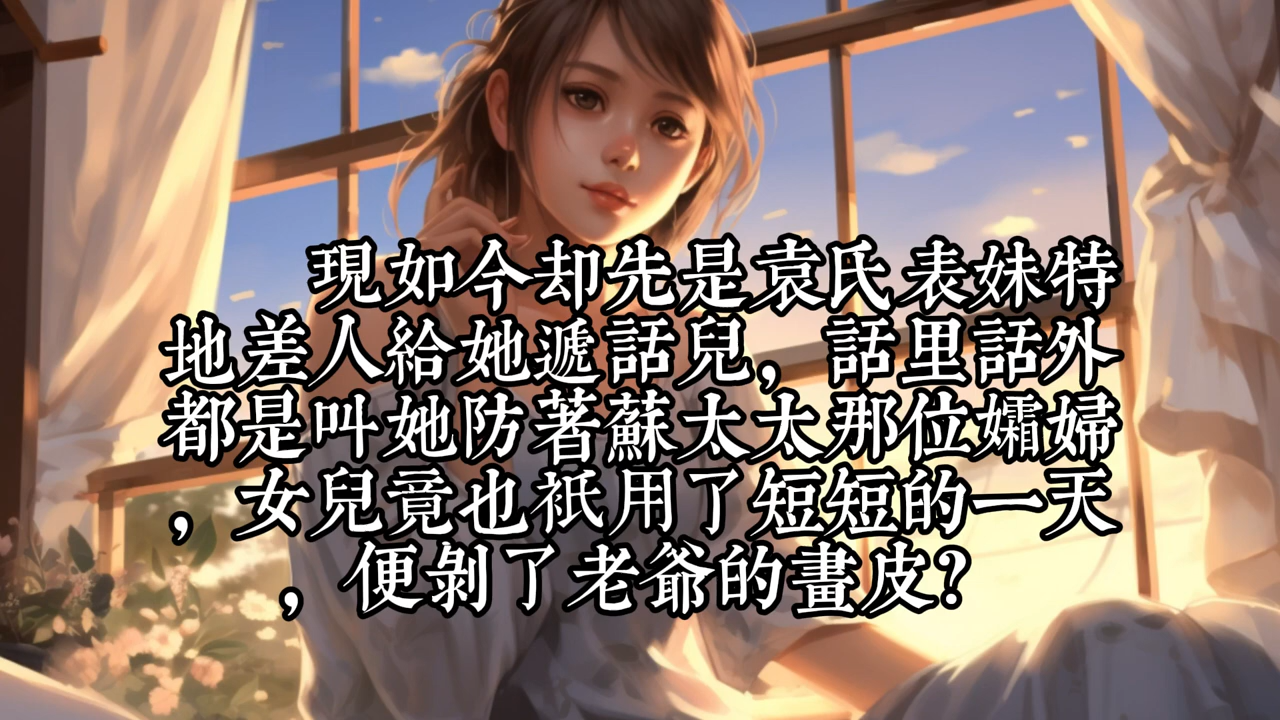 現如今却先是袁氏表妹特
地差人給她遞話兒，話里話外
都是叫她防著蘇太太那位孀婦
，女兒竟也衹用了短短的一天
，便剝了老爺的畫皮？